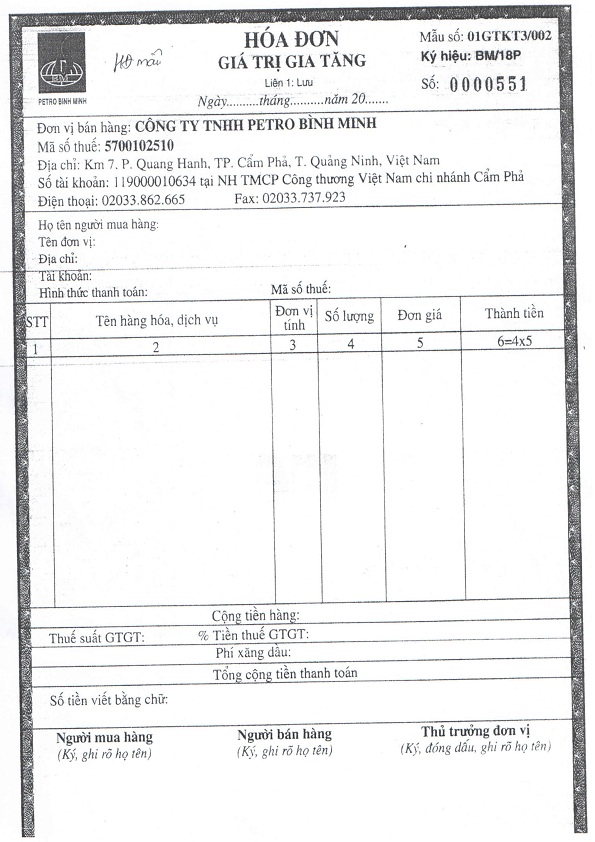 HÓA ĐƠN
GIÁ TRỊ GIA TĂNG
Liên 1: Lưu
Ngày..........tháng..........năm 20.......
Mẫu số: 01GTKT3/002
Ký hiệu: BM/18P
Số: 0000551
HĐ mẫu
PETRO BÌNH MINH
Đơn vị bán hàng: CÔNG TY TNHH PETRO BÌNH MINH
Mã số thuế: 5700102510
Địa chỉ: Km 7, P. Quang Hanh, TP. Cẩm Phả, T. Quảng Ninh, Việt Nam
Số tài khoản: 119000010634 tại NH TMCP Công thương Việt Nam chi nhánh Cẩm Phả
Điện thoại: 02033.862.665 Fax: 02033.737.923
Họ tên người mua hàng:
Tên đơn vị:
Địa chỉ:
Tài khoản:
Hình thức thanh toán: Mã số thuế:
STT Tên hàng hóa, dịch vụ Đơn vị tính Số lượng Đơn giá Thành tiền
1 2 3 4 5 6=4x5
Cộng tiền hàng:
Thuế suất GTGT: % Tiền thuế GTGT:
Phí xăng dầu:
Tổng cộng tiền thanh toán
Số tiền viết bằng chữ:
Người mua hàng Người bán hàng Thủ trưởng đơn vị
(Ký, ghi rõ họ tên) (Ký, ghi rõ họ tên) (Ký, đóng dấu, ghi rõ họ tên)